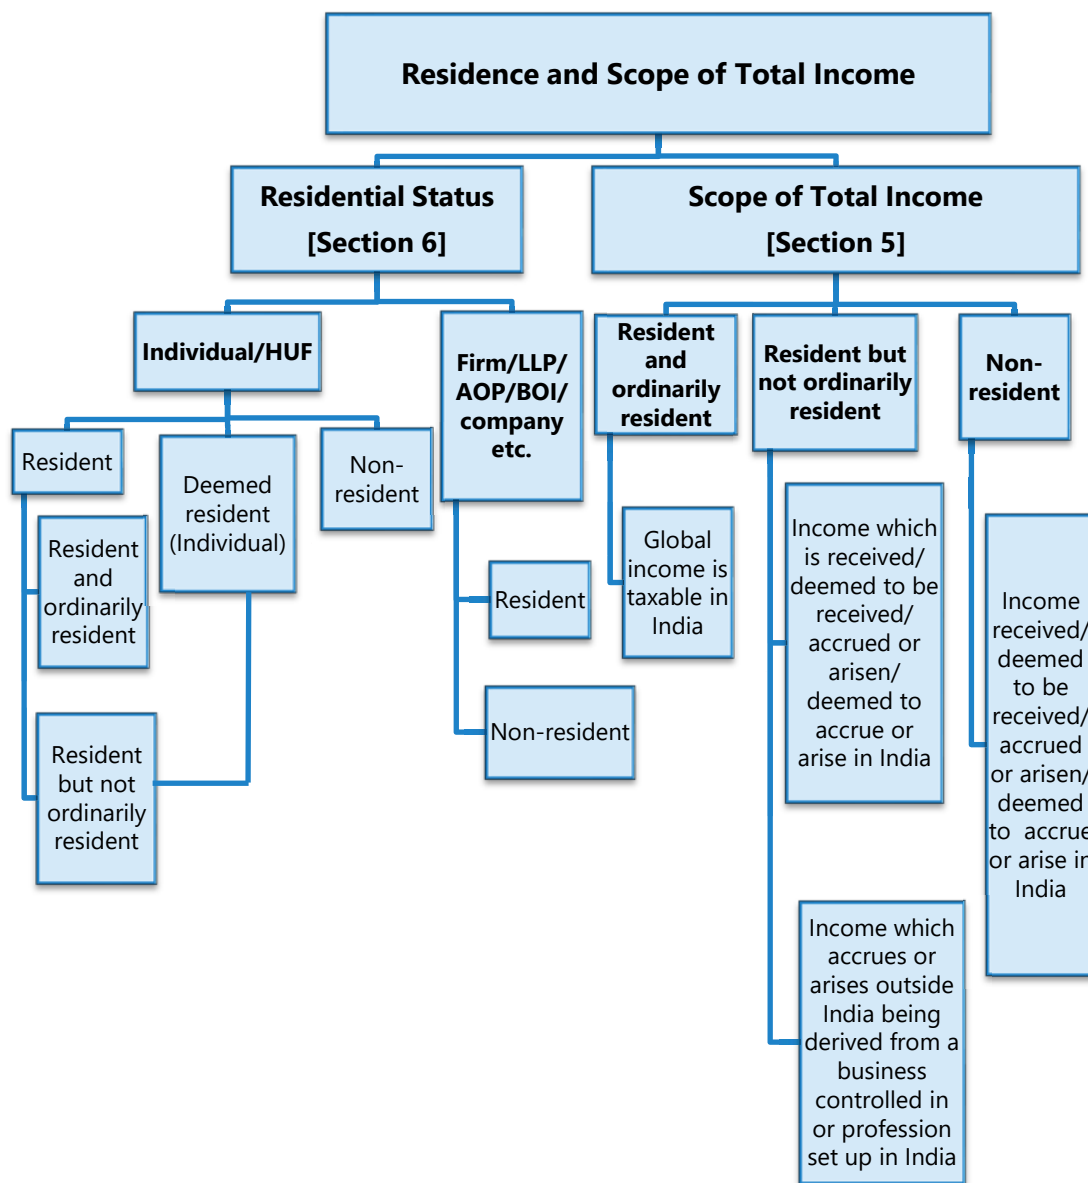 Residence and Scope of Total Income
Residential Status
[Section 6]
Scope of Total Income
[Section 5]
Individual/HUF
Firm/LLP/
AOP/BOI/
company
etc.
Resident
and
ordinarily
resident
Resident but
not ordinarily
resident
Non-
resident
Resident
Deemed
resident
(Individual)
Non-
resident
Resident
and
ordinarily
resident
Resident
but not
ordinarily
resident
Resident
Non-resident
Global
income is
taxable in
India
Income which
is received/
deemed to be
received/
accrued or
arisen/
deemed to
accrue or
arise in India
Income which
accrues or
arises outside
India being
derived from a
business
controlled in
or profession
set up in India
Income
received/
deemed
to be
received/
accrued
or arisen/
deemed
to accrue
or arise in
India